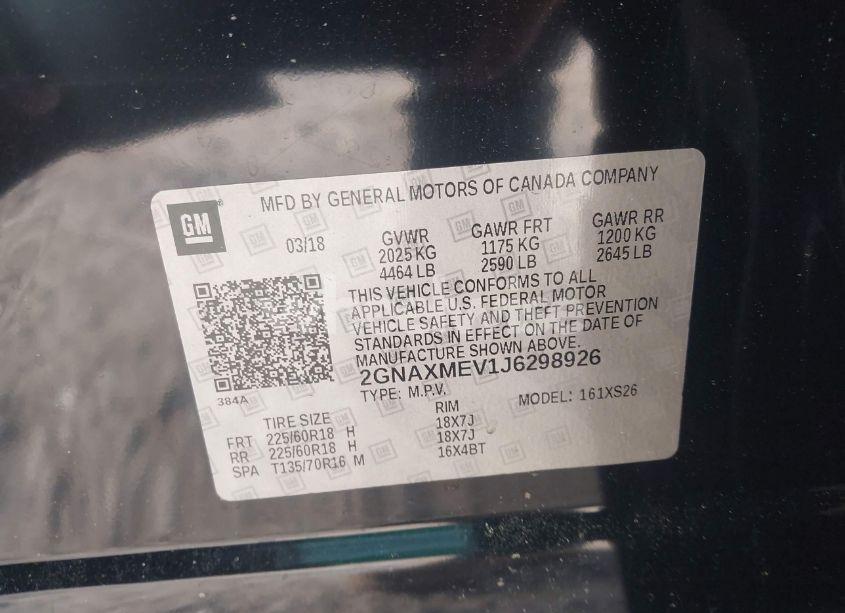 MFD BY GENERAL MOTORS OF CANADA COMPANY
GM
03/18
GVWR GAWR FRT GAWR RR
2025 KG 1175 KG 1200 KG
4464 LB 2590 LB 2645 LB
THIS VEHICLE CONFORMS TO ALL
APPLICABLE U.S. FEDERAL MOTOR
VEHICLE SAFETY AND THEFT PREVENTION
STANDARDS IN EFFECT ON THE DATE OF
MANUFACTURE SHOWN ABOVE.
2GNAXMEV1J6298926
384A
TYPE: M.P.V. MODEL: 161XS26
TIRE SIZE RIM
FRT 225/60R18 H 18X7J
RR 225/60R18 H 18X7J
SPA T135/70R16 M 16X4BT